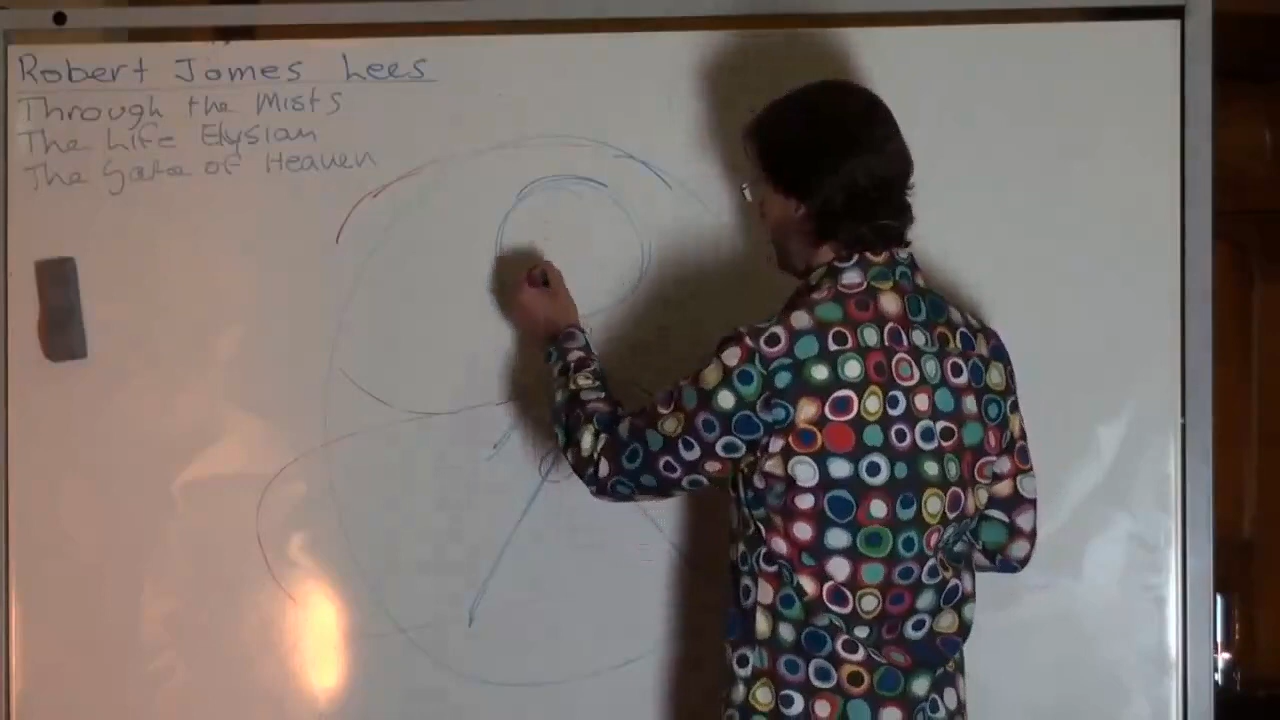 Robert James Lees
Through the Mists
The Life Elysian
The Gate of Heaven